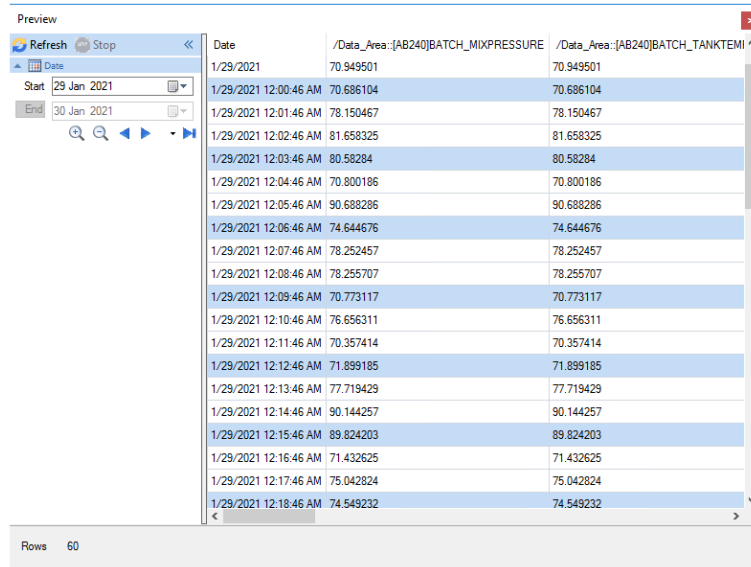 Preview
Refresh Stop «
Date
Start 29 Jan 2021
End 30 Jan 2021
Date /Data_Area::[AB240]BATCH_MIXPRESSURE /Data_Area::[AB240]BATCH_TANKTEM
1/29/2021 70.949501 70.949501
1/29/2021 12:00:46 AM 70.686104 70.686104
1/29/2021 12:01:46 AM 78.150467 78.150467
1/29/2021 12:02:46 AM 81.658325 81.658325
1/29/2021 12:03:46 AM 80.58284 80.58284
1/29/2021 12:04:46 AM 70.800186 70.800186
1/29/2021 12:05:46 AM 90.688286 90.688286
1/29/2021 12:06:46 AM 74.644676 74.644676
1/29/2021 12:07:46 AM 78.252457 78.252457
1/29/2021 12:08:46 AM 78.255707 78.255707
1/29/2021 12:09:46 AM 70.773117 70.773117
1/29/2021 12:10:46 AM 76.656311 76.656311
1/29/2021 12:11:46 AM 70.357414 70.357414
1/29/2021 12:12:46 AM 71.899185 71.899185
1/29/2021 12:13:46 AM 77.719429 77.719429
1/29/2021 12:14:46 AM 90.144257 90.144257
1/29/2021 12:15:46 AM 89.824203 89.824203
1/29/2021 12:16:46 AM 71.432625 71.432625
1/29/2021 12:17:46 AM 75.042824 75.042824
1/29/2021 12:18:46 AM 74.549232 74.549232
Rows 60